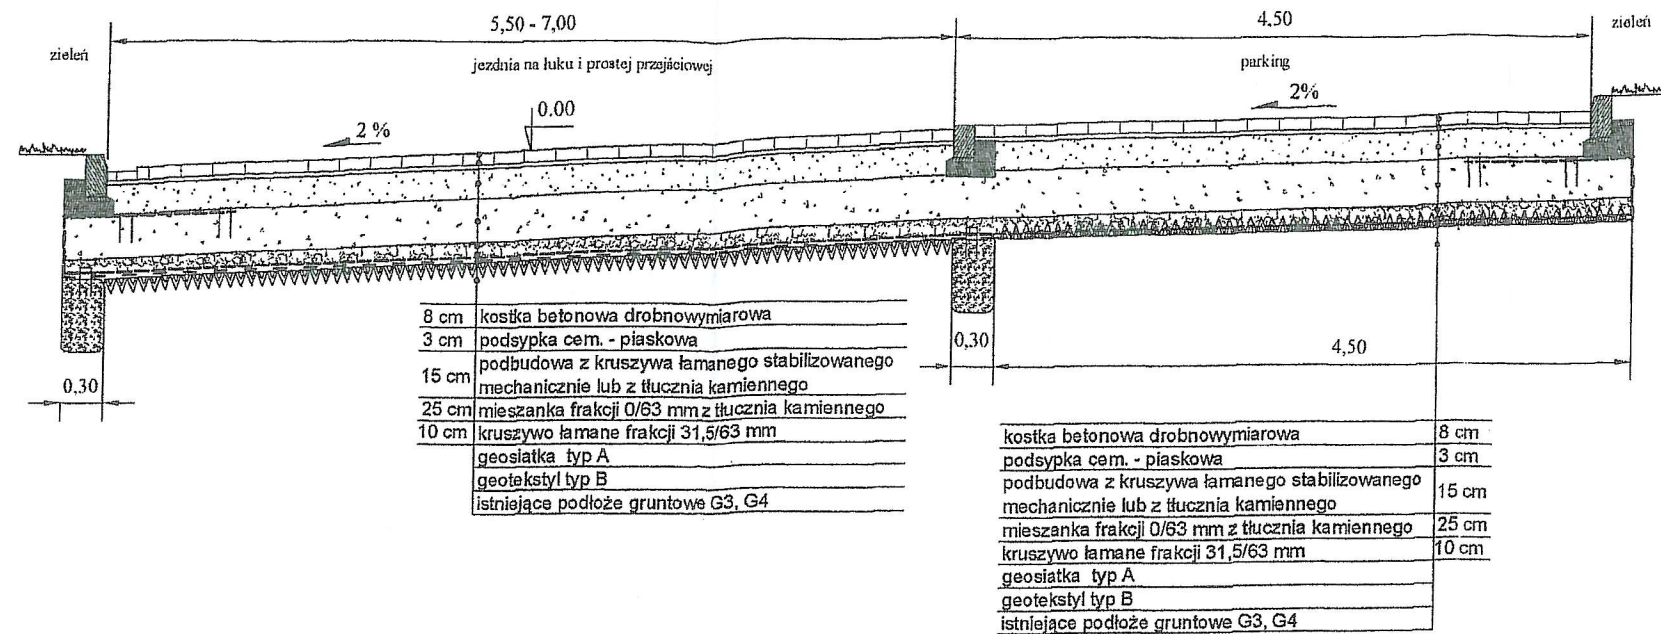 5,50 - 7,00
4,50
zieleń
zieleń
jezdnia na łuku i prostej przejściowej
parking
0.00
2 %
2%
8 cm kostka betonowa drobnowymiarowa
3 cm podsypka cem. - piaskowa
15 cm podbudowa z kruszywa łamanego stabilizowanego
mechanicznie lub z tłucznia kamiennego
25 cm mieszanka frakcji 0/63 mm z tłucznia kamiennego
10 cm kruszywo łamane frakcji 31,5/63 mm
geosiatka typ A
geotekstyl typ B
istniejące podłoże gruntowe G3, G4
0,30
0,30
4,50
kostka betonowa drobnowymiarowa 8 cm
podsypka cem. - piaskowa 3 cm
podbudowa z kruszywa łamanego stabilizowanego
mechanicznie lub z tłucznia kamiennego 15 cm
mieszanka frakcji 0/63 mm z tłucznia kamiennego 25 cm
kruszywo łamane frakcji 31,5/63 mm 10 cm
geosiatka typ A
geotekstyl typ B
istniejące podłoże gruntowe G3, G4